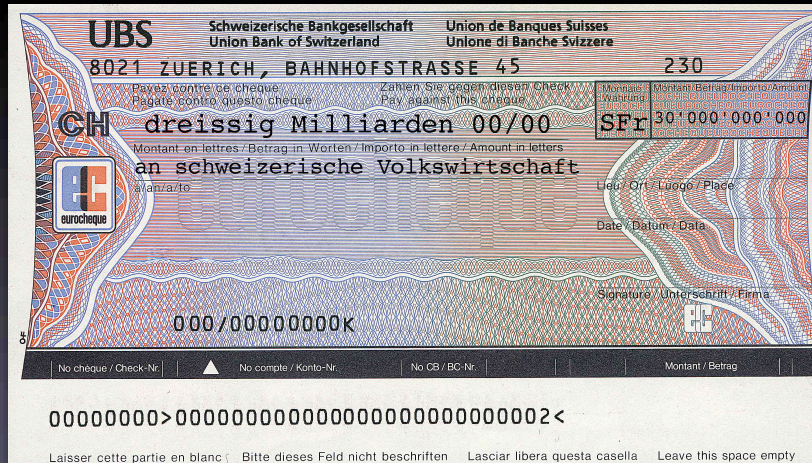 UBS Schweizerische Bankgesellschaft Union de Banques Suisses
Union Bank of Switzerland Unione di Banche Svizzere
8021 ZUERICH, BAHNHOFSTRASSE 45 230
Payez contre ce chèque Zahlen Sie gegen diesen Check
Pagate contro questo chèque Pay against this cheque
Monnaie Währung Montant/Betrag/Importo/Amount
CH dreissig Milliarden 00/00 SFr 30'000'000'000
Montant en lettres / Betrag in Worten / Importo in lettere / Amount in letters
an schweizerische Volkswirtschaft
à/an/a/to
Lieu / Ort / Luogo / Place
ec
eurocheque
Date / Datum / Data
Signature / Unterschrift / Firma
000/00000000K
ec
No chèque / Check-Nr. No compte / Konto-Nr. No CB / BC-Nr. Montant / Betrag
00000000>000000000000000000000000002<
Laisser cette partie en blanc Bitte dieses Feld nicht beschriften Lasciar libera questa casella Leave this space empty